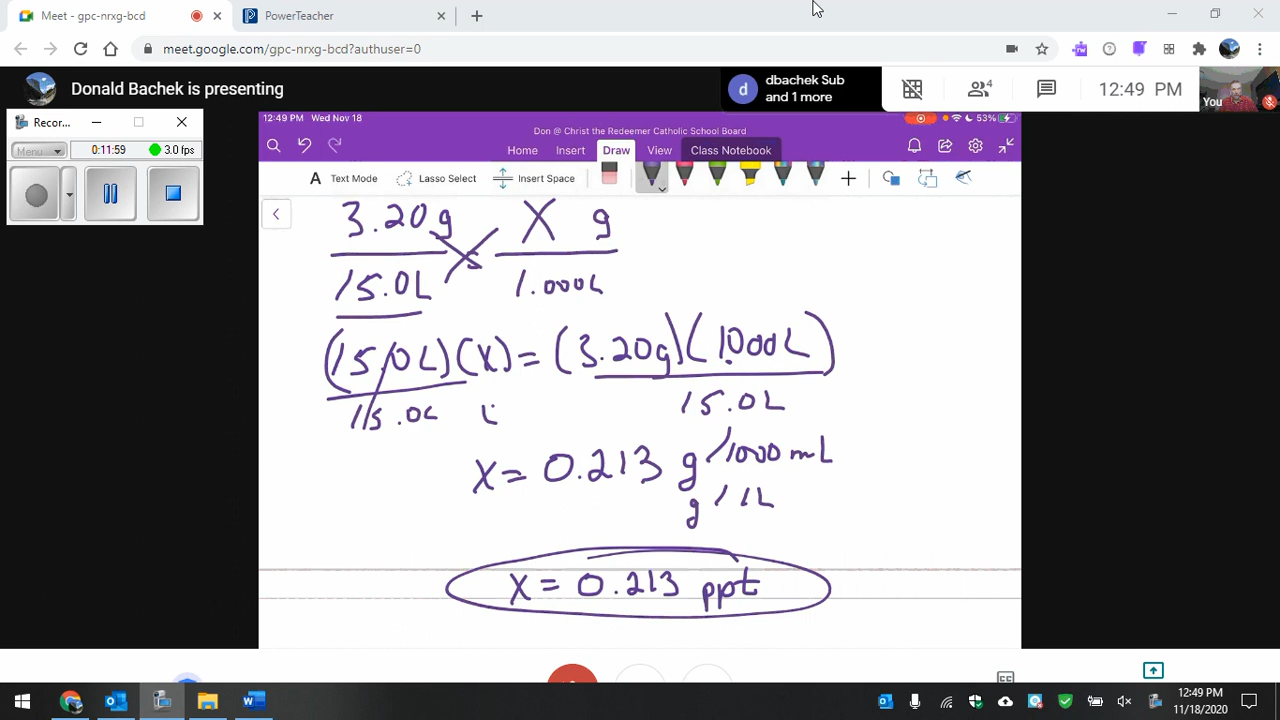 Meet - gpc-nrxg-bcd
PowerTeacher
meet.google.com/gpc-nrxg-bcd?authuser=0
Donald Bachek is presenting
d
dbachek Sub
and 1 more
4
12:49 PM
You
Recor...
Menu
0:11:59
3.0 fps
12:49 PM Wed Nov 18
53%
Don @ Christ the Redeemer Catholic School Board
Home Insert Draw View Class Notebook
A Text Mode Lasso Select Insert Space
3.20g X g
15.0L 1.000L
(15.0L)(x) = (3.20g)(1.000L)
15.0L 15.0L
x = 0.213 g/1000 mL
g/1L
x = 0.213 ppt
12:49 PM
11/18/2020